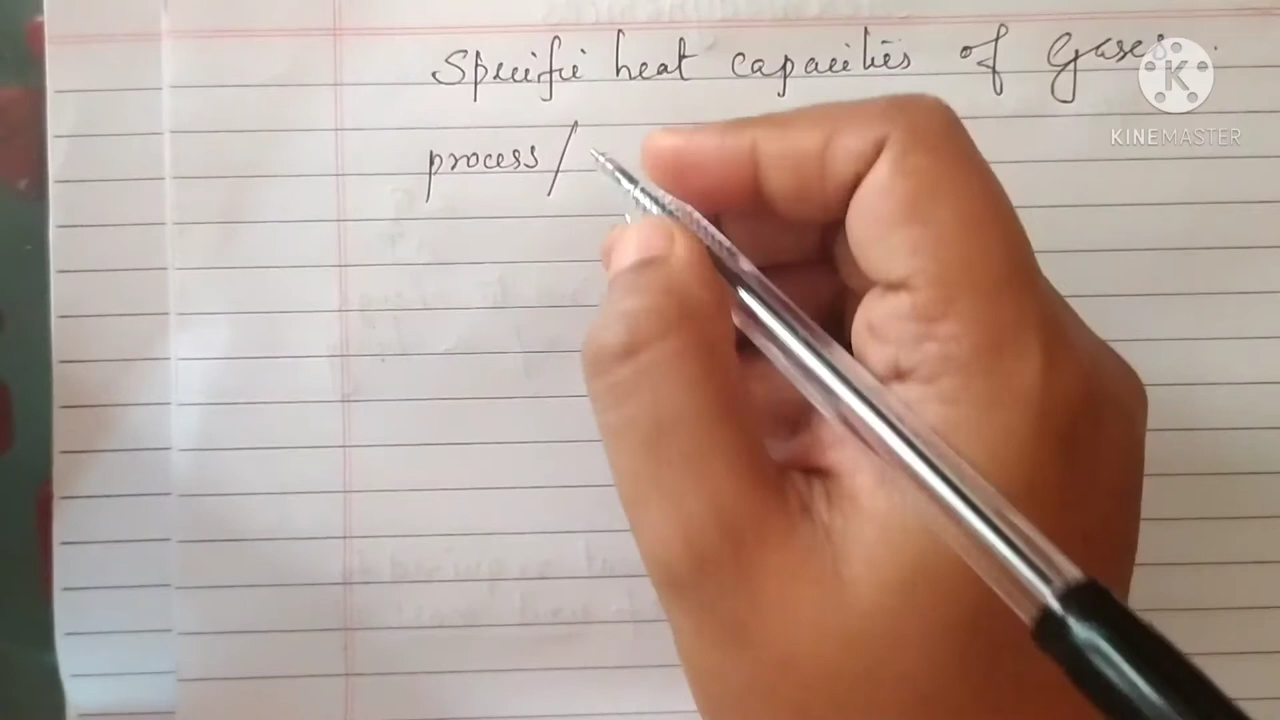 Specific heat capacities of Gases.
K
KINEMASTER
process /